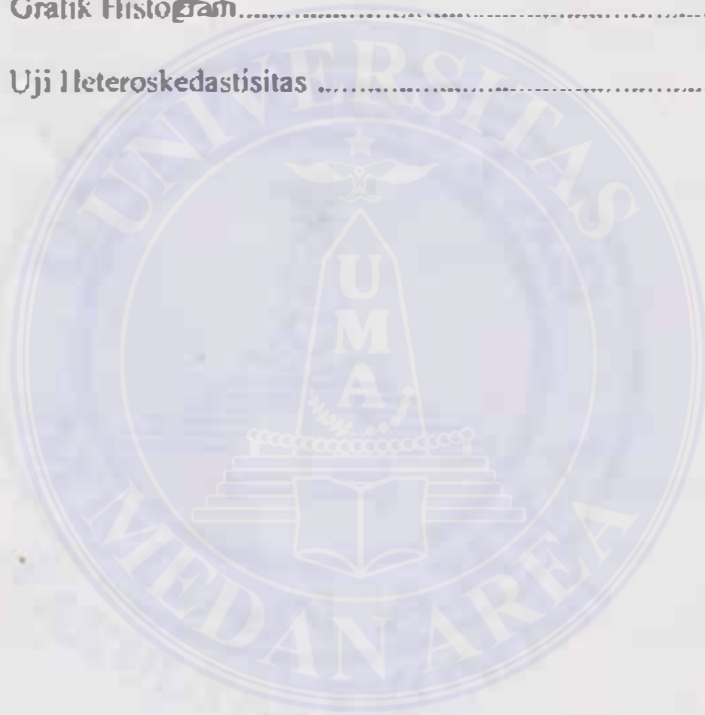 Grafik Histogram
Uji Heteroskedastisitas
UNIVERSITAS
UMA
MEDAN AREA